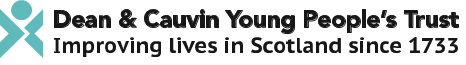 Dean & Cauvin Young People's Trust
Improving lives in Scotland since 1733